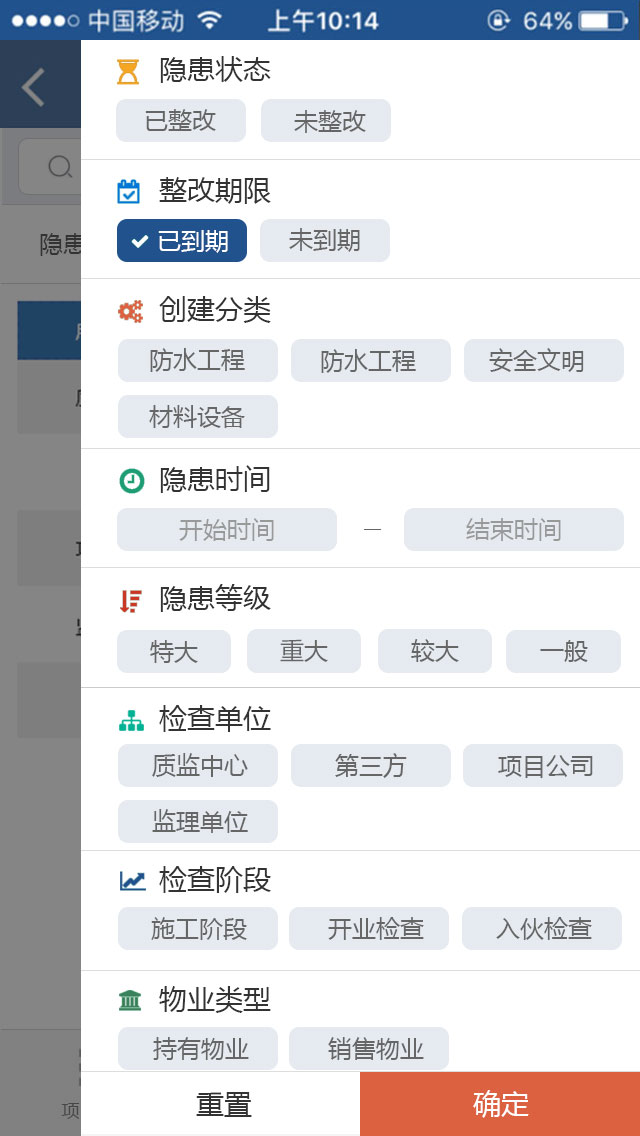 中国移动 上午10:14 64%
隐患状态
已整改 未整改
整改期限
已到期 未到期
隐患
创建分类
防水工程 防水工程 安全文明
材料设备
隐患时间
开始时间 — 结束时间
隐患等级
特大 重大 较大 一般
检查单位
质监中心 第三方 项目公司
监理单位
检查阶段
施工阶段 开业检查 入伙检查
物业类型
持有物业 销售物业
项
重置 确定